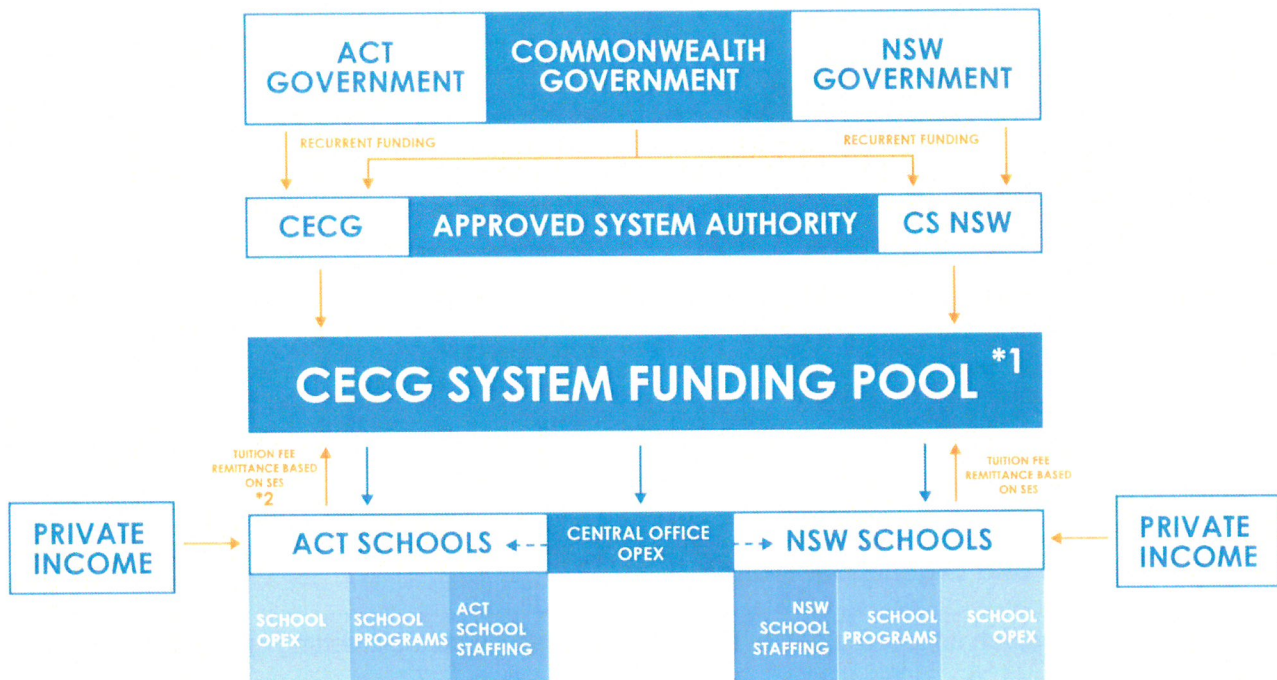 ACT
GOVERNMENT
COMMONWEALTH
GOVERNMENT
NSW
GOVERNMENT
RECURRENT FUNDING
RECURRENT FUNDING
CECG
APPROVED SYSTEM AUTHORITY
CS NSW
CECG SYSTEM FUNDING POOL *1
TUITION FEE
REMITTANCE BASED
ON SES
*2
TUITION FEE
REMITTANCE BASED
ON SES
PRIVATE
INCOME
ACT SCHOOLS
CENTRAL OFFICE
OPEX
NSW SCHOOLS
PRIVATE
INCOME
SCHOOL
OPEX
SCHOOL
PROGRAMS
ACT
SCHOOL
STAFFING
NSW
SCHOOL
STAFFING
SCHOOL
PROGRAMS
SCHOOL
OPEX